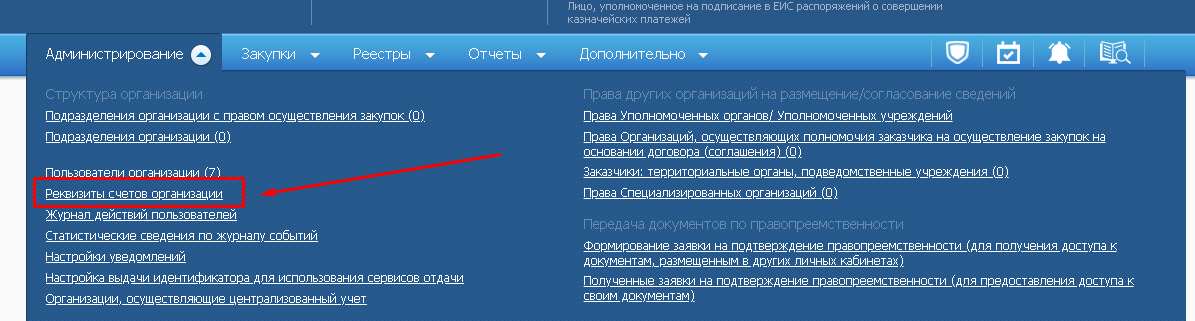 Лицо, уполномоченное на подписание в ЕИС распоряжений о совершении
казначейских платежей
Администрирование Закупки Реестры Отчеты Дополнительно
Структура организации
Подразделения организации с правом осуществления закупок (0)
Подразделения организации (0)
Пользователи организации (7)
Реквизиты счетов организации
Журнал действий пользователей
Статистические сведения по журналу событий
Настройки уведомлений
Настройка выдачи идентификатора для использования сервисов отдачи
Организации, осуществляющие централизованный учет
Права других организаций на размещение/согласование сведений
Права Уполномоченных органов/ Уполномоченных учреждений
Права Организаций, осуществляющих полномочия заказчика на осуществление закупок на
основании договора (соглашения) (0)
Заказчики: территориальные органы, подведомственные учреждения (0)
Права Специализированных организаций (0)
Передача документов по правопреемственности
Формирование заявки на подтверждение правопреемственности (для получения доступа к
документам, размещенным в других личных кабинетах)
Полученные заявки на подтверждение правопреемственности (для предоставления доступа к
своим документам)